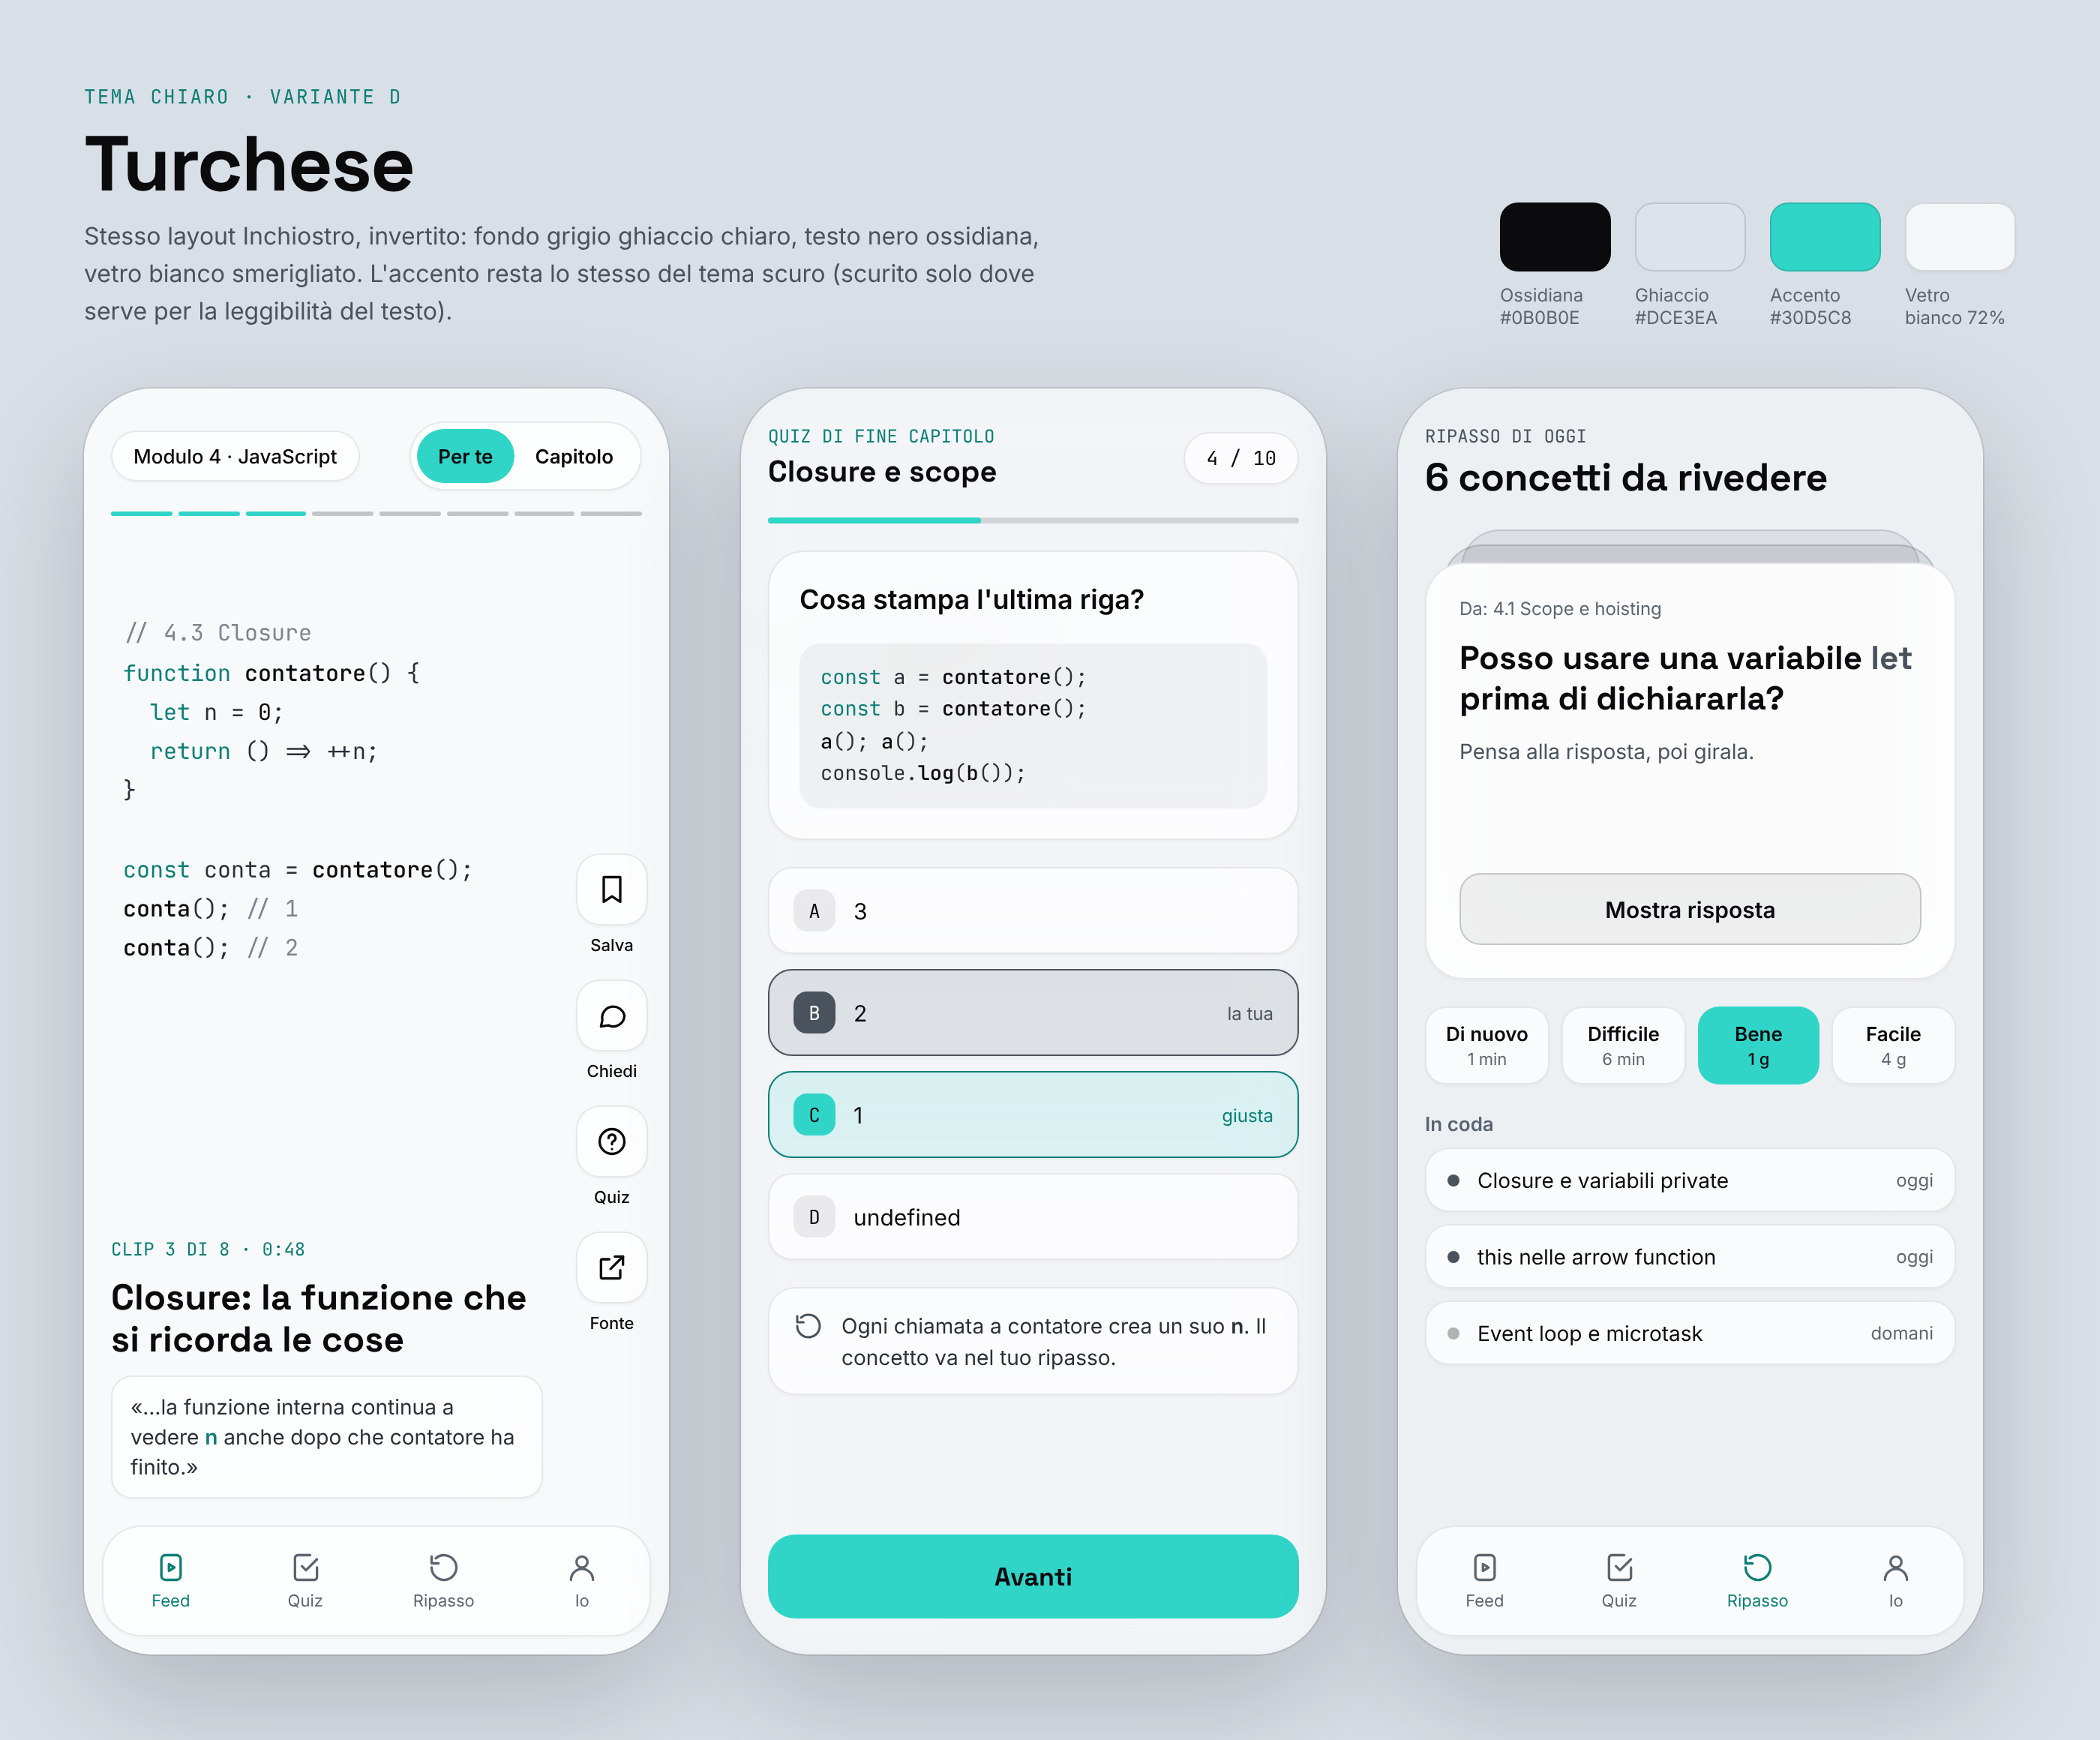 TEMA CHIARO · VARIANTE D
Turchese
Stesso layout Inchiostro, invertito: fondo grigio ghiaccio chiaro, testo nero ossidiana,
vetro bianco smerigliato. L'accento resta lo stesso del tema scuro (scurito solo dove
serve per la leggibilità del testo).
Ossidiana
#0B0B0E
Ghiaccio
#DCE3EA
Accento
#30D5C8
Vetro
bianco 72%
Modulo 4 · JavaScript
Per te
Capitolo
// 4.3 Closure
function contatore() {
  let n = 0;
  return () => ++n;
}
const conta = contatore();
conta(); // 1
conta(); // 2
Salva
Chiedi
Quiz
Fonte
CLIP 3 DI 8 · 0:48
Closure: la funzione che
si ricorda le cose
«...la funzione interna continua a
vedere n anche dopo che contatore ha
finito.»
Feed
Quiz
Ripasso
Io
QUIZ DI FINE CAPITOLO
Closure e scope
4 / 10
Cosa stampa l'ultima riga?
const a = contatore();
const b = contatore();
a(); a();
console.log(b());
A 3
B 2 la tua
C 1 giusta
D undefined
Ogni chiamata a contatore crea un suo n. Il
concetto va nel tuo ripasso.
Avanti
RIPASSO DI OGGI
6 concetti da rivedere
Da: 4.1 Scope e hoisting
Posso usare una variabile let
prima di dichiararla?
Pensa alla risposta, poi girala.
Mostra risposta
Di nuovo
1 min
Difficile
6 min
Bene
1 g
Facile
4 g
In coda
Closure e variabili private oggi
this nelle arrow function oggi
Event loop e microtask domani
Feed
Quiz
Ripasso
Io